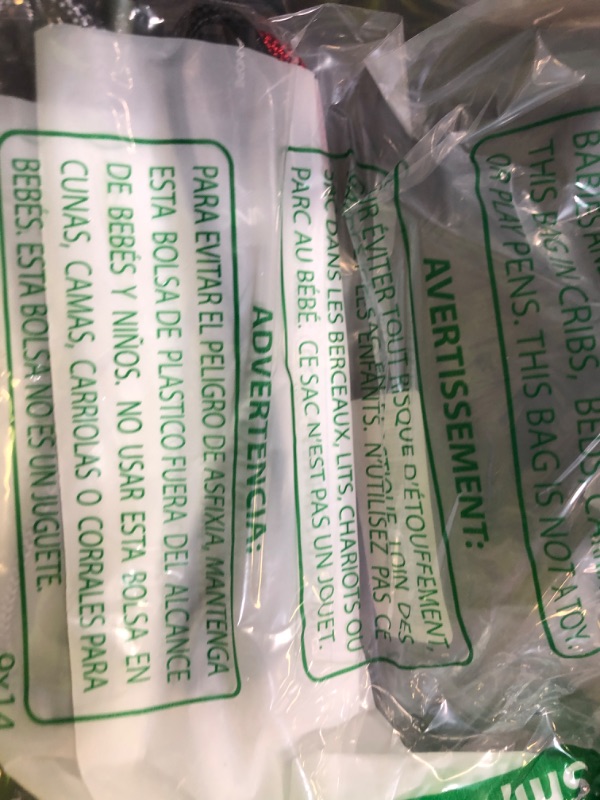 THIS BAG IN CRIBS, BEDS,
OR PLAY PENS. THIS BAG IS NOT A TOY.
AVERTISSEMENT:
ÉVITER TOUT RISQUE D'ÉTOUFFEMENT,
LOIN DES
ENFANTS. N'UTILISEZ PAS CE
SAC DANS LES BERCEAUX, LITS, CHARIOTS OU
PARC AU BÉBÉ. CE SAC N'EST PAS UN JOUET.
ADVERTENCIA:
PARA EVITAR EL PELIGRO DE ASFIXIA, MANTENGA
ESTA BOLSA DE PLASTICO FUERA DEL ALCANCE
DE BEBÉS Y NIÑOS. NO USAR ESTA BOLSA EN
CUNAS, CAMAS, CARRIOLAS O CORRALES PARA
BEBÉS. ESTA BOLSA NO ES UN JUGUETE.
9x14